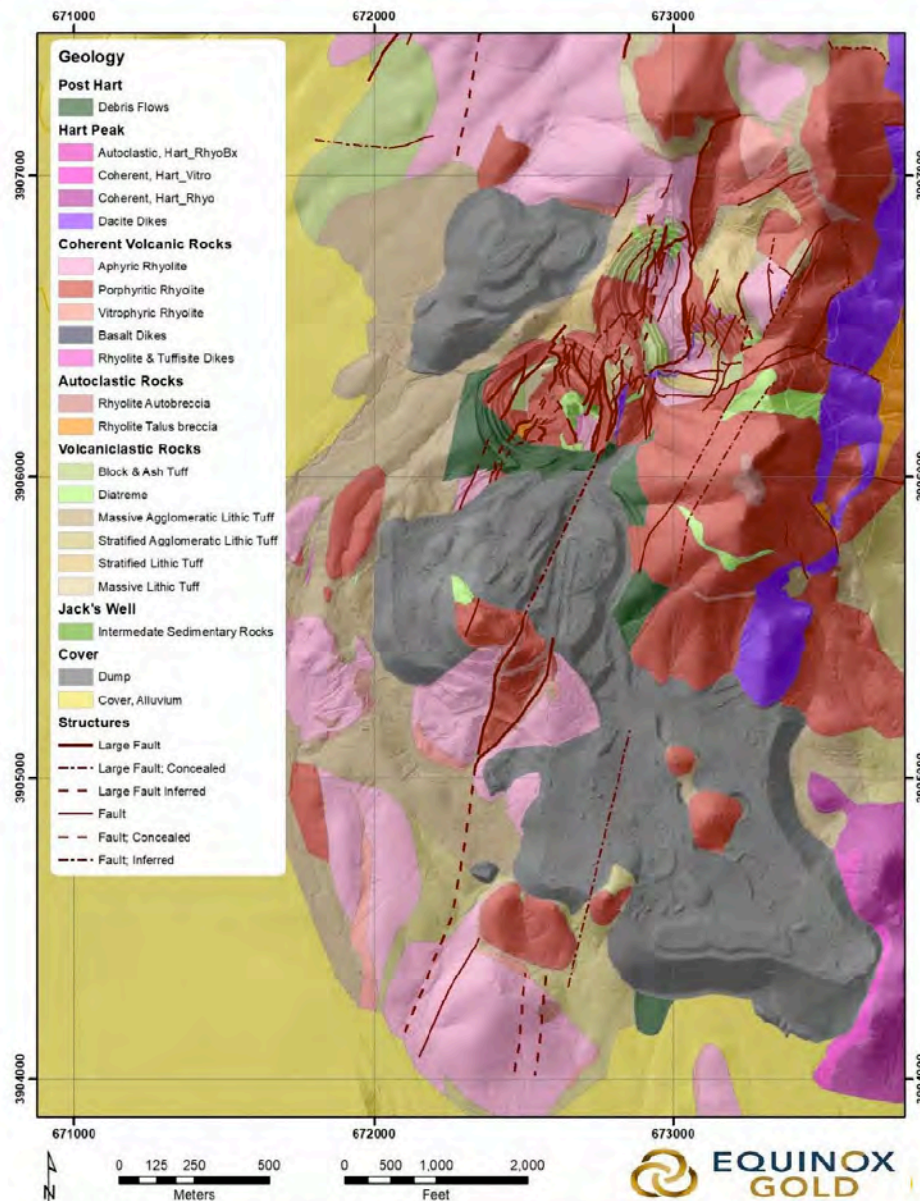 671000 672000 673000
Geology
Post Hart
Debris Flows
Hart Peak
Autoclastic, Hart_RhyoBx
Coherent, Hart_Vitro
Coherent, Hart_Rhyo
Dacite Dikes
Coherent Volcanic Rocks
Aphyric Rhyolite
Porphyritic Rhyolite
Vitrophyric Rhyolite
Basalt Dikes
Rhyolite & Tuffisite Dikes
Autoclastic Rocks
Rhyolite Autobreccia
Rhyolite Talus breccia
Volcaniclastic Rocks
Block & Ash Tuff
Diatreme
Massive Agglomeratic Lithic Tuff
Stratified Agglomeratic Lithic Tuff
Stratified Lithic Tuff
Massive Lithic Tuff
Jack's Well
Intermedate Sedimentary Rocks
Cover
Dump
Cover, Alluvium
Structures
Large Fault
Large Fault; Concealed
Large Fault Inferred
Fault
Fault; Concealed
Fault; Inferred
3907000
3906000
3905000
3904000
3907000
3906000
3905000
3904000
671000 672000 673000
N
0 125 250 500
Meters
0 500 1,000 2,000
Feet
EQUINOX
GOLD